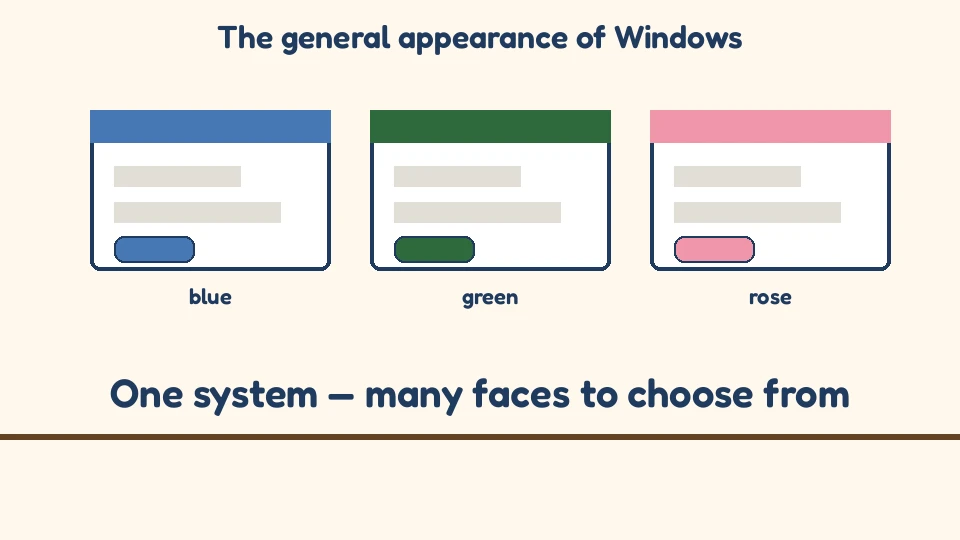 The general appearance of Windows
blue
green
rose
One system — many faces to choose from